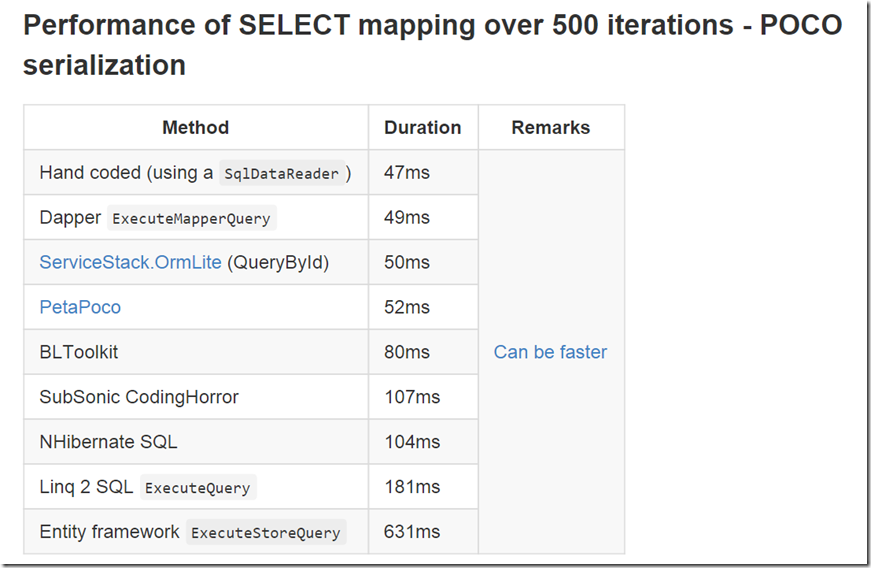 Performance of SELECT mapping over 500 iterations - POCO
serialization
Method Duration Remarks
Hand coded (using a SqlDataReader) 47ms
Dapper ExecuteMapperQuery 49ms
ServiceStack.OrmLite (QueryById) 50ms
PetaPoco 52ms
BLToolkit 80ms Can be faster
SubSonic CodingHorror 107ms
NHibernate SQL 104ms
Linq 2 SQL ExecuteQuery 181ms
Entity framework ExecuteStoreQuery 631ms